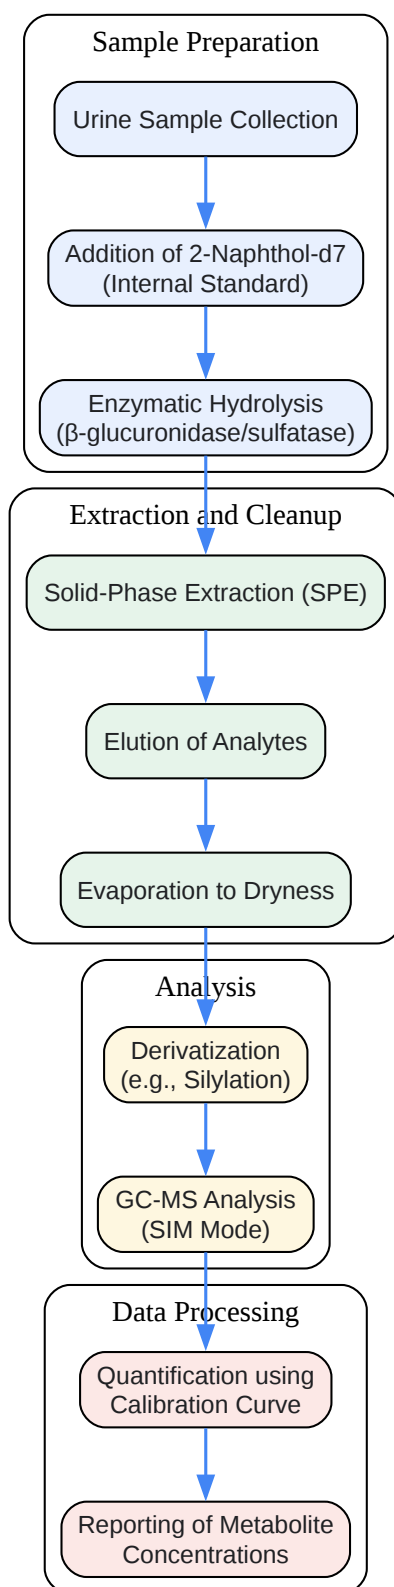 Sample Preparation
Urine Sample Collection
Addition of 2-Naphthol-d7
(Internal Standard)
Enzymatic Hydrolysis
(β-glucuronidase/sulfatase)
Extraction and Cleanup
Solid-Phase Extraction (SPE)
Elution of Analytes
Evaporation to Dryness
Analysis
Derivatization
(e.g., Silylation)
GC-MS Analysis
(SIM Mode)
Data Processing
Quantification using
Calibration Curve
Reporting of Metabolite
Concentrations